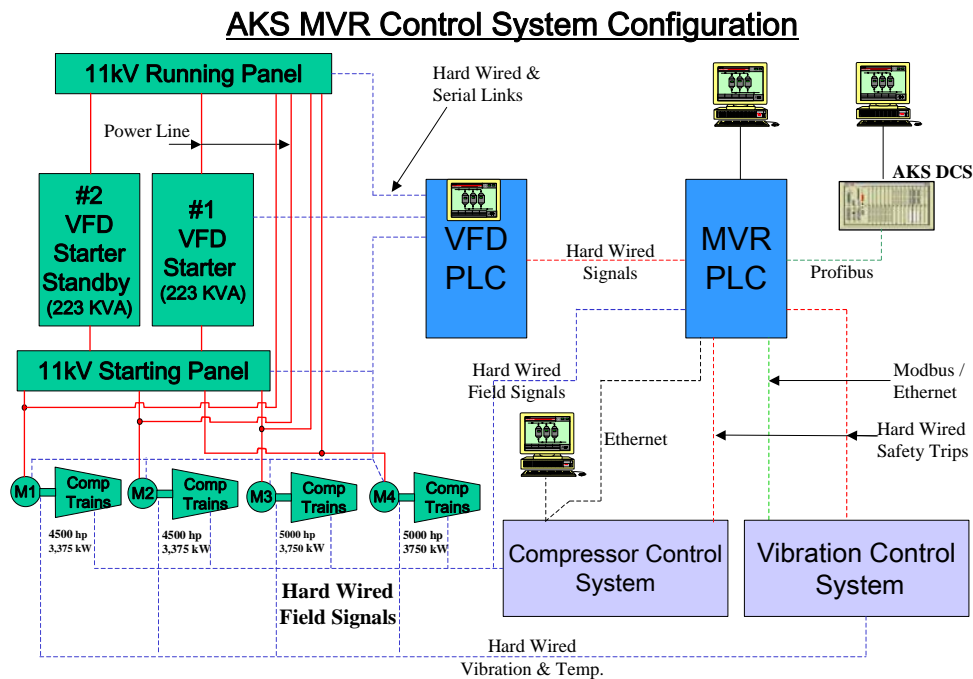 AKS MVR Control System Configuration
11kV Running Panel
Hard Wired &
Serial Links
Power Line
#2
VFD
Starter
Standby
(223 KVA)
#1
VFD
Starter
(223 KVA)
VFD
PLC
Hard Wired
Signals
MVR
PLC
AKS DCS
Profibus
11kV Starting Panel
Hard Wired
Field Signals
Modbus /
Ethernet
Ethernet
Hard Wired
Safety Trips
M1
Comp
Trains
M2
Comp
Trains
M3
Comp
Trains
M4
Comp
Trains
4500 hp
3,375 kW
4500 hp
3,375 kW
5000 hp
3,750 kW
5000 hp
3750 kW
Compressor Control
System
Vibration Control
System
Hard Wired
Field Signals
Hard Wired
Vibration & Temp.